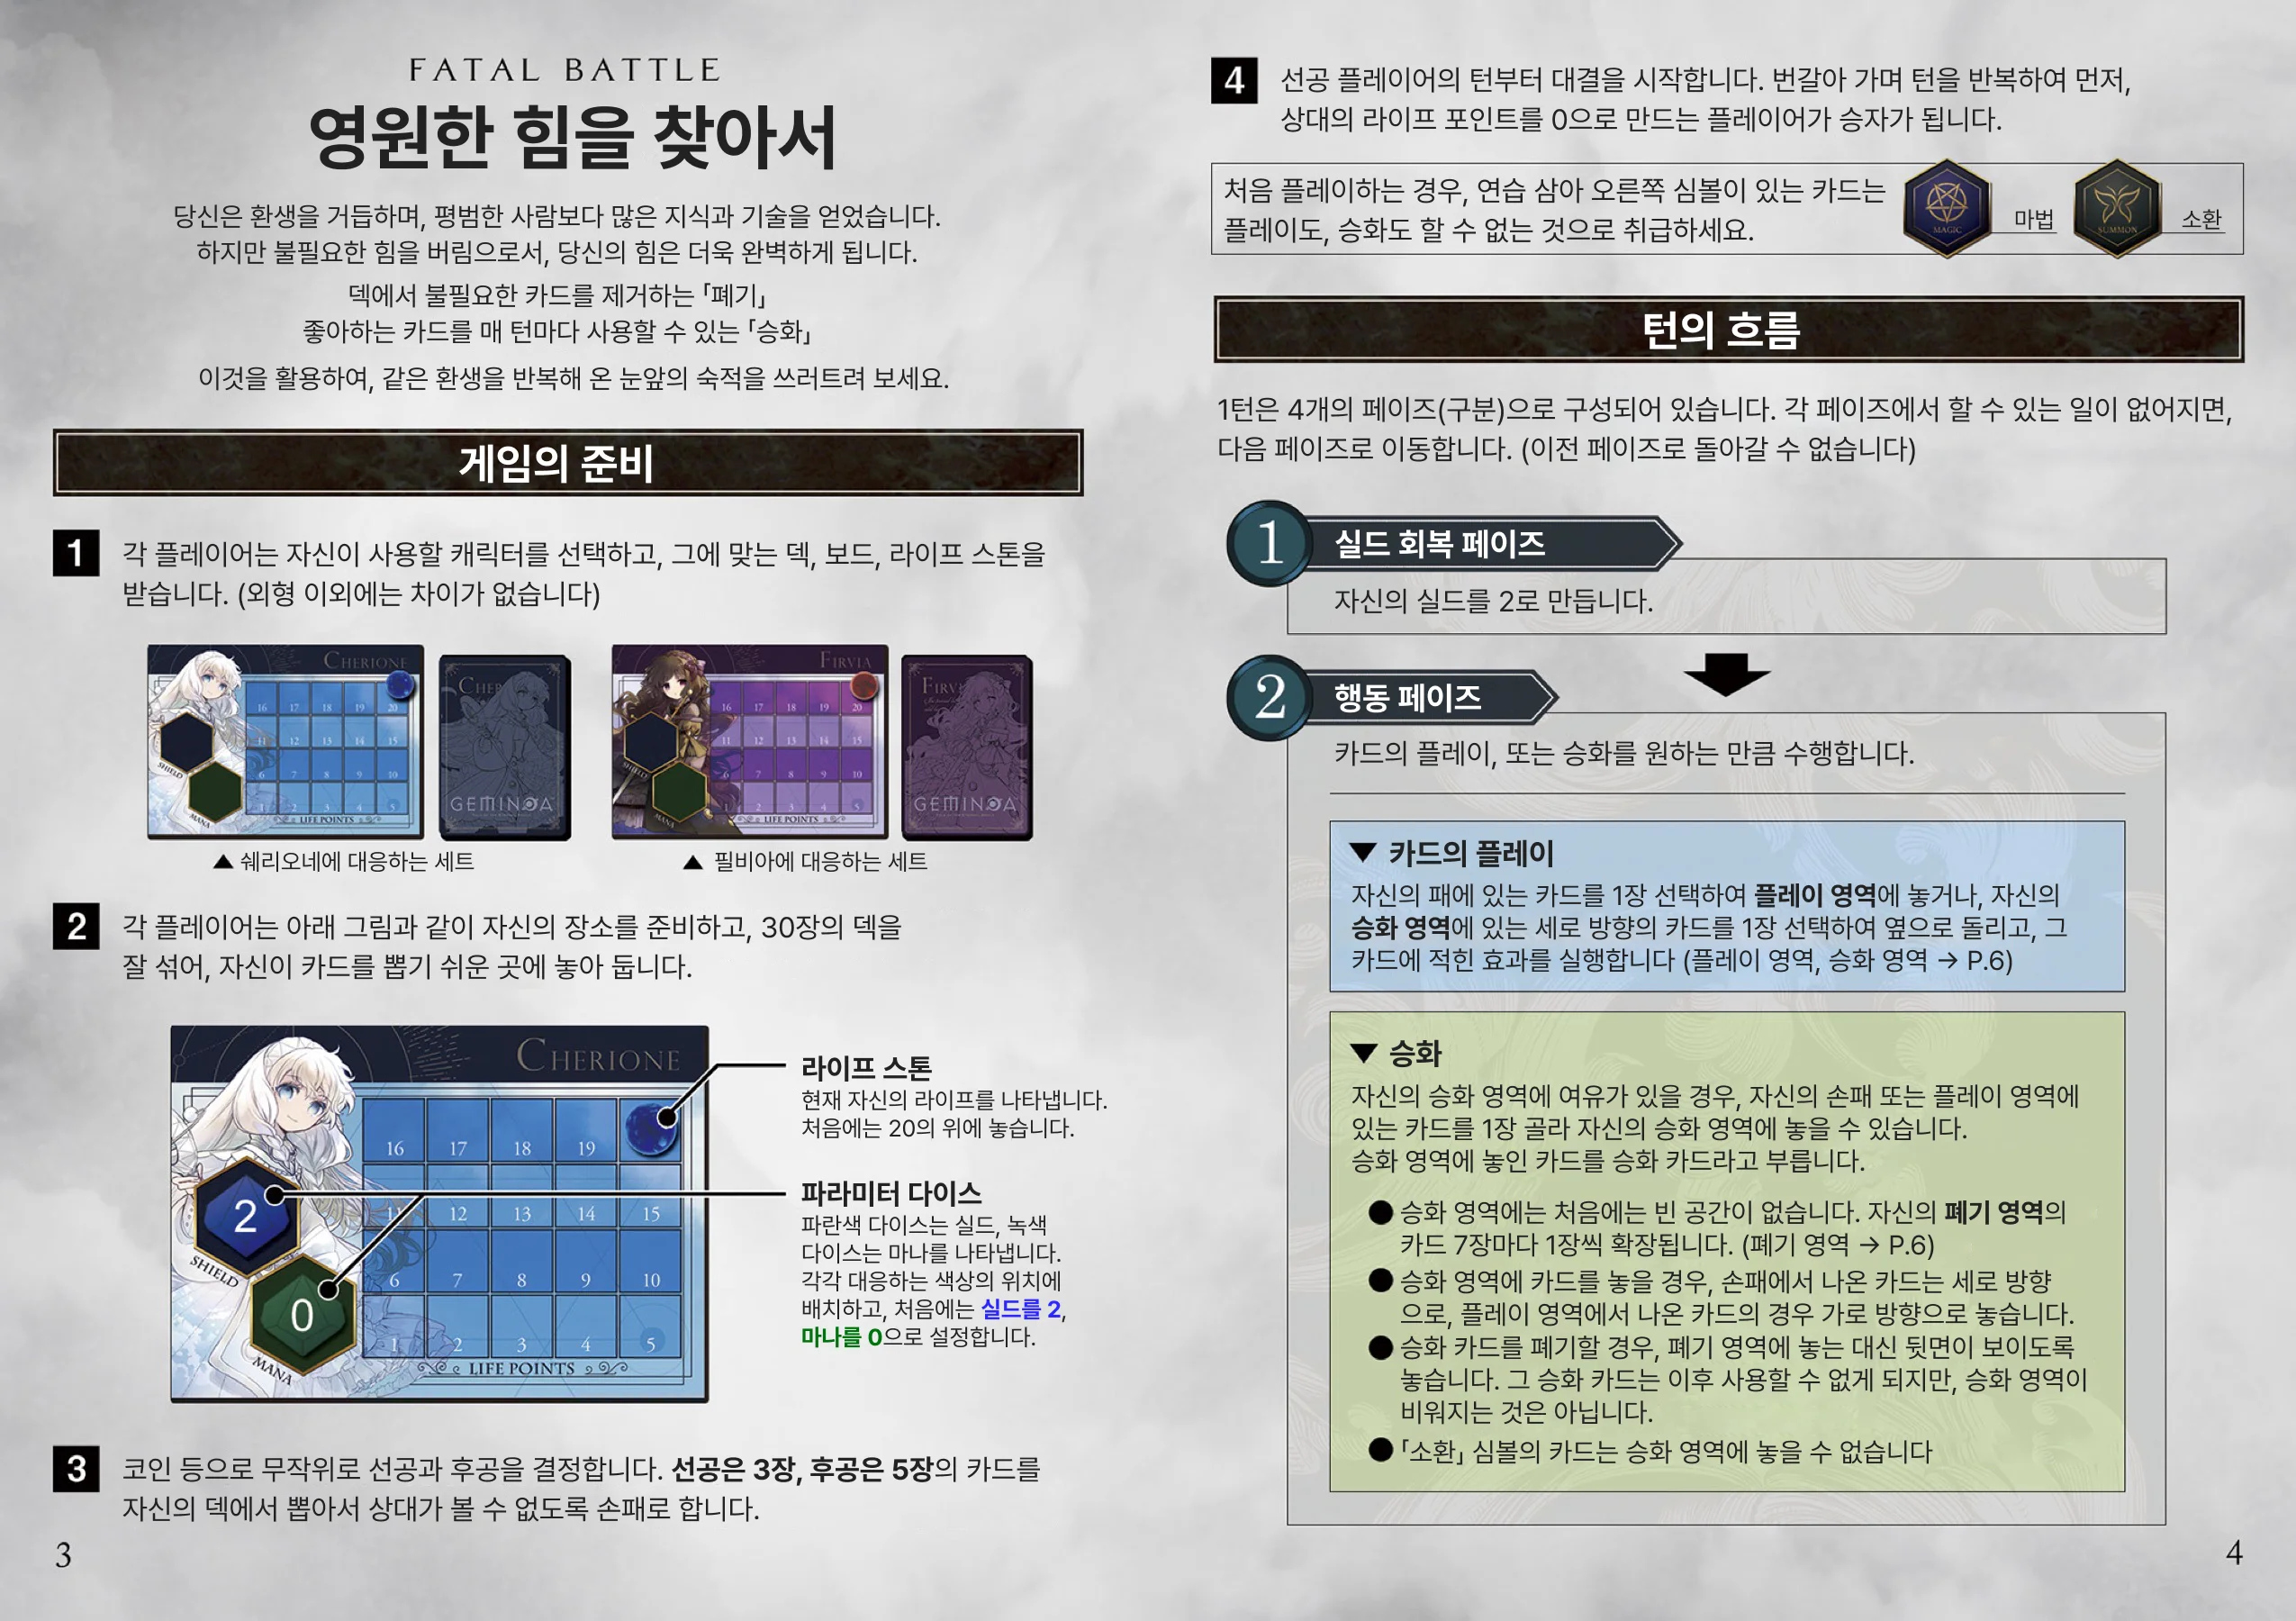 FATAL BATTLE
영원한 힘을 찾아서
당신은 환생을 거듭하며, 평범한 사람보다 많은 지식과 기술을 얻었습니다.
하지만 불필요한 힘을 버림으로서, 당신의 힘은 더욱 완벽하게 됩니다.
덱에서 불필요한 카드를 제거하는 「폐기」
좋아하는 카드를 매 턴마다 사용할 수 있는 「승화」
이것을 활용하여, 같은 환생을 반복해 온 눈앞의 숙적을 쓰러트려 보세요.
게임의 준비
1 각 플레이어는 자신이 사용할 캐릭터를 선택하고, 그에 맞는 덱, 보드, 라이프 스톤을
받습니다. (외형 이외에는 차이가 없습니다)
CHERIONE
16 17 18 19 20
11 12 13 14 15
6 7 8 9 10
1 2 3 4 5
SHIELD
MANA
LIFE POINTS
GEMINOA
FIRVIA
16 17 18 19 20
11 12 13 14 15
6 7 8 9 10
1 2 3 4 5
SHIELD
MANA
LIFE POINTS
GEMINOA
▲ 쉐리오네에 대응하는 세트
▲ 필비아에 대응하는 세트
2 각 플레이어는 아래 그림과 같이 자신의 장소를 준비하고, 30장의 덱을
잘 섞어, 자신이 카드를 뽑기 쉬운 곳에 놓아 둡니다.
CHERIONE
16 17 18 19
11 12 13 14 15
6 7 8 9 10
1 2 3 4 5
2
SHIELD
0
MANA
LIFE POINTS
라이프 스톤
현재 자신의 라이프를 나타냅니다.
처음에는 20의 위에 놓습니다.
파라미터 다이스
파란색 다이스는 실드, 녹색
다이스는 마나를 나타냅니다.
각각 대응하는 색상의 위치에
배치하고, 처음에는 실드를 2,
마나를 0으로 설정합니다.
3 코인 등으로 무작위로 선공과 후공을 결정합니다. 선공은 3장, 후공은 5장의 카드를
자신의 덱에서 뽑아서 상대가 볼 수 없도록 손패로 합니다.
3
4 선공 플레이어의 턴부터 대결을 시작합니다. 번갈아 가며 턴을 반복하여 먼저,
상대의 라이프 포인트를 0으로 만드는 플레이어가 승자가 됩니다.
처음 플레이하는 경우, 연습 삼아 오른쪽 심볼이 있는 카드는
플레이도, 승화도 할 수 없는 것으로 취급하세요.
MAGIC
마법
SUMMON
소환
턴의 흐름
1턴은 4개의 페이즈(구분)으로 구성되어 있습니다. 각 페이즈에서 할 수 있는 일이 없어지면,
다음 페이즈로 이동합니다. (이전 페이즈로 돌아갈 수 없습니다)
1 실드 회복 페이즈
자신의 실드를 2로 만듭니다.
2 행동 페이즈
카드의 플레이, 또는 승화를 원하는 만큼 수행합니다.
▼ 카드의 플레이
자신의 패에 있는 카드를 1장 선택하여 플레이 영역에 놓거나, 자신의
승화 영역에 있는 세로 방향의 카드를 1장 선택하여 옆으로 돌리고, 그
카드에 적힌 효과를 실행합니다 (플레이 영역, 승화 영역 → P.6)
▼ 승화
자신의 승화 영역에 여유가 있을 경우, 자신의 손패 또는 플레이 영역에
있는 카드를 1장 골라 자신의 승화 영역에 놓을 수 있습니다.
승화 영역에 놓인 카드를 승화 카드라고 부릅니다.
● 승화 영역에는 처음에는 빈 공간이 없습니다. 자신의 폐기 영역의
카드 7장마다 1장씩 확장됩니다. (폐기 영역 → P.6)
● 승화 영역에 카드를 놓을 경우, 손패에서 나온 카드는 세로 방향
으로, 플레이 영역에서 나온 카드의 경우 가로 방향으로 놓습니다.
● 승화 카드를 폐기할 경우, 폐기 영역에 놓는 대신 뒷면이 보이도록
놓습니다. 그 승화 카드는 이후 사용할 수 없게 되지만, 승화 영역이
비워지는 것은 아닙니다.
● 「소환」 심볼의 카드는 승화 영역에 놓을 수 없습니다
4